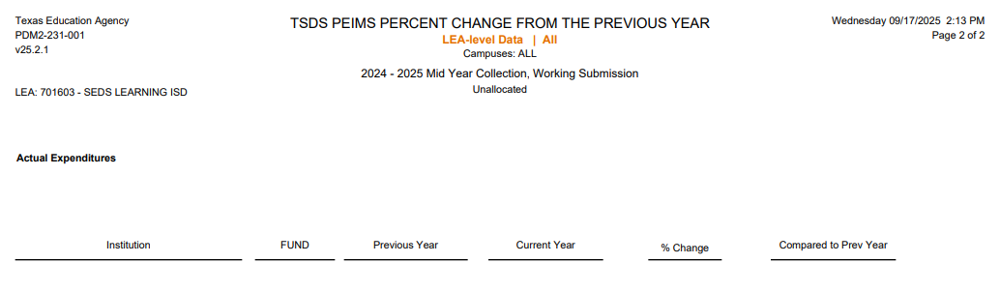 Texas Education Agency
PDM2-231-001
v25.2.1
TSDS PEIMS PERCENT CHANGE FROM THE PREVIOUS YEAR
LEA-level Data | All
Campuses: ALL
2024 - 2025 Mid Year Collection, Working Submission
Unallocated
Wednesday 09/17/2025 2:13 PM
Page 2 of 2
LEA: 701603 - SEDS LEARNING ISD
Actual Expenditures
Institution FUND Previous Year Current Year % Change Compared to Prev Year